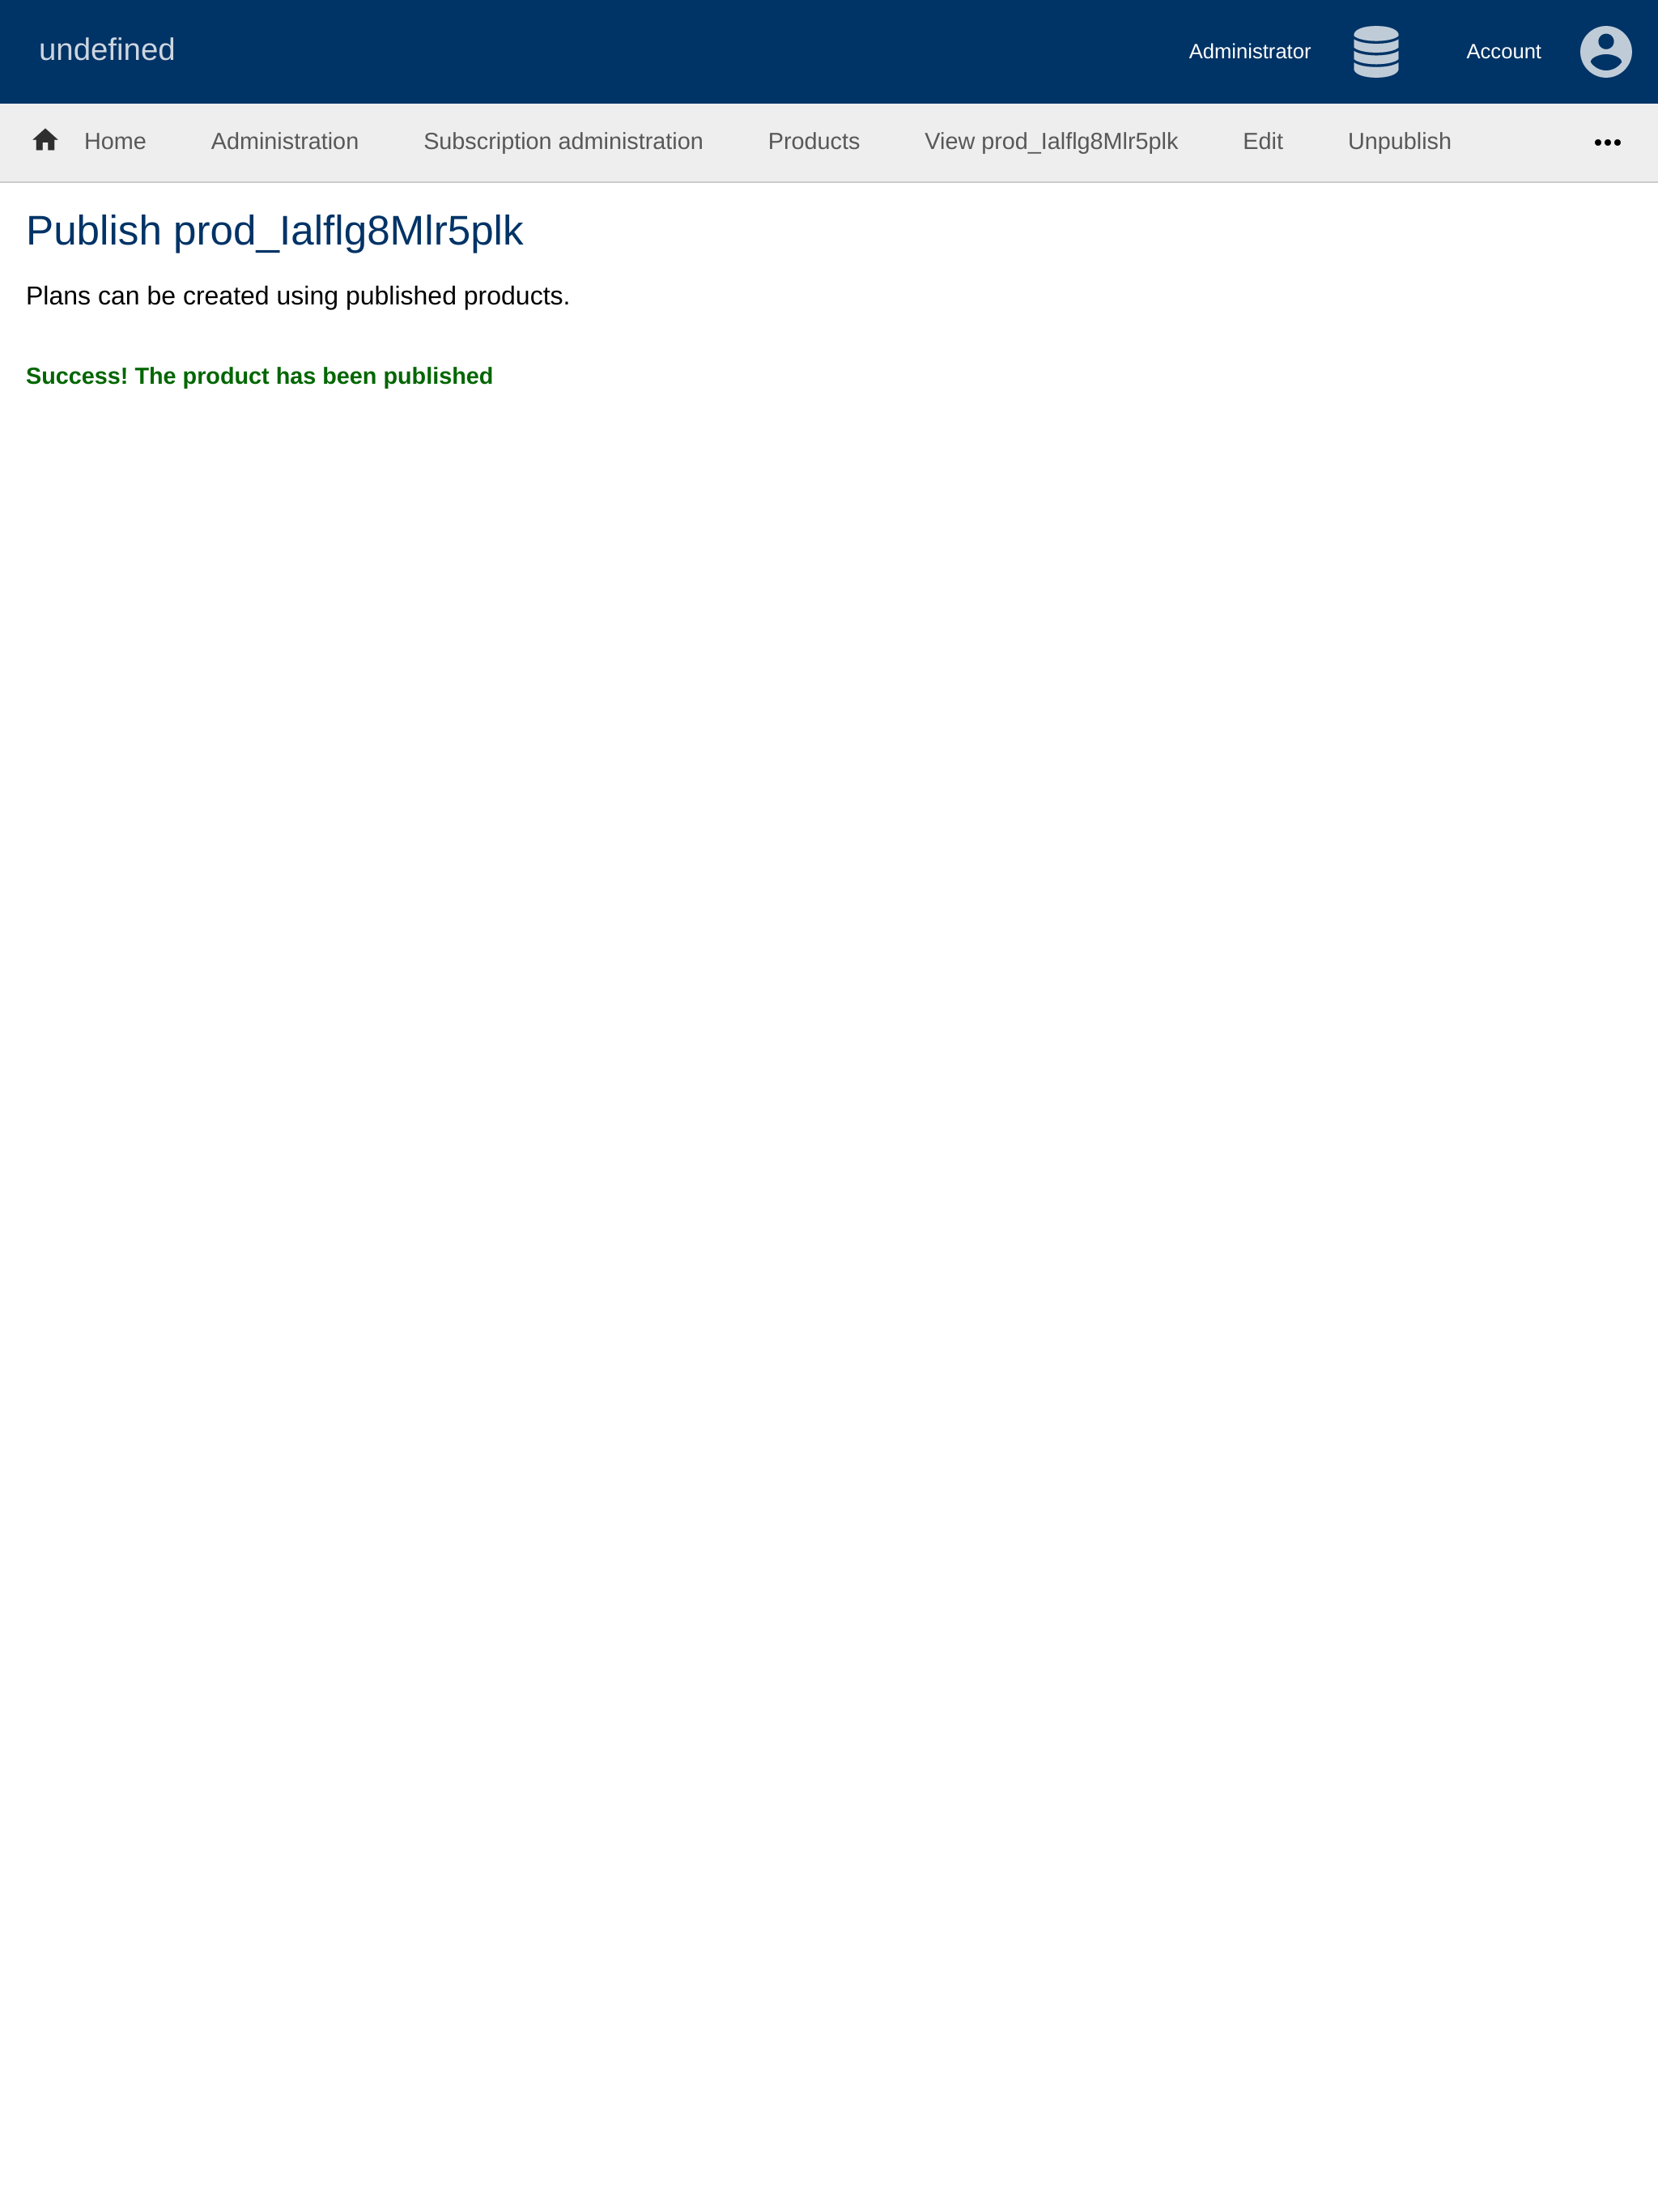 undefined
Administrator
Account
Home
Administration
Subscription administration
Products
View prod_Ialflg8Mlr5plk
Edit
Unpublish
Publish prod_Ialflg8Mlr5plk
Plans can be created using published products.
Success! The product has been published